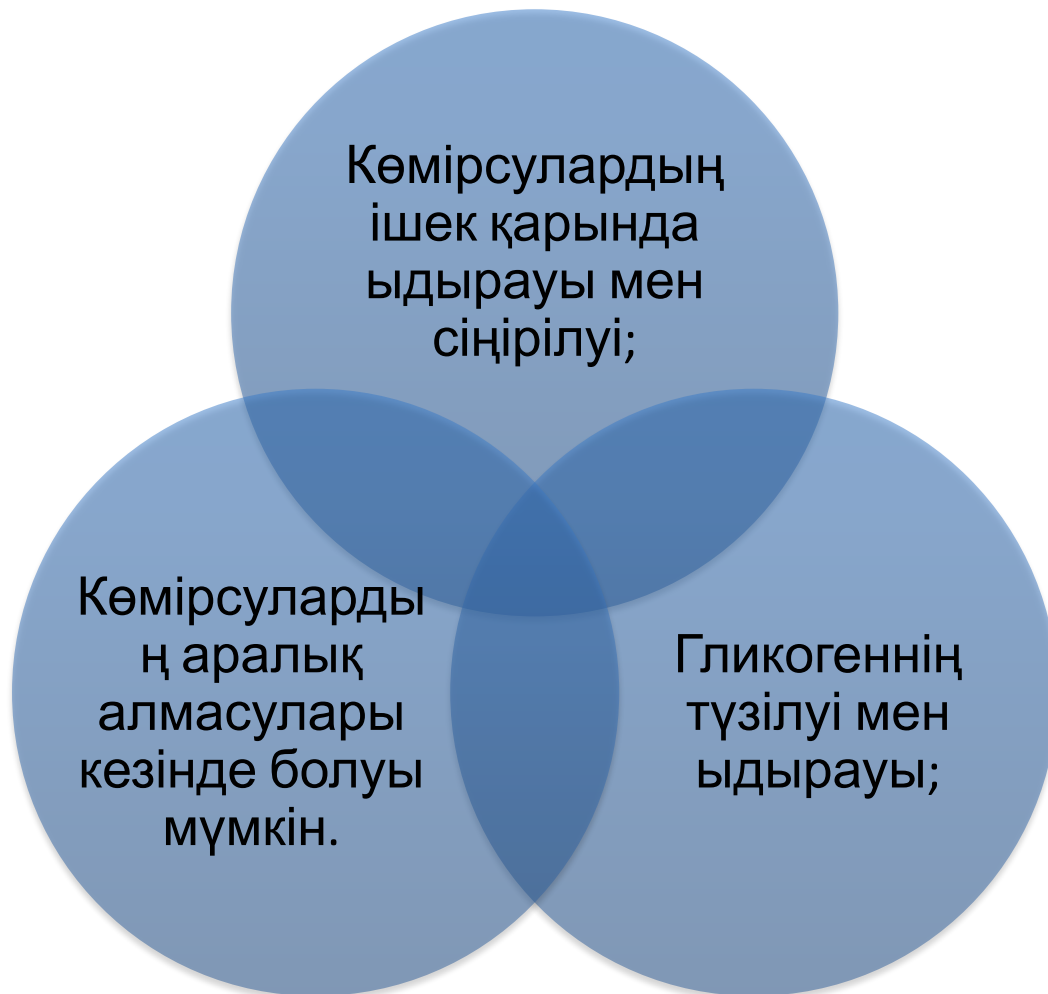 Көмірсулардың
ішек қарында
ыдырауы мен
сіңірілуі;
Гликогеннің
түзілуі мен
ыдырауы;
Көмірсуларды
ң аралық
алмасулары
кезінде болуы
мүмкін.